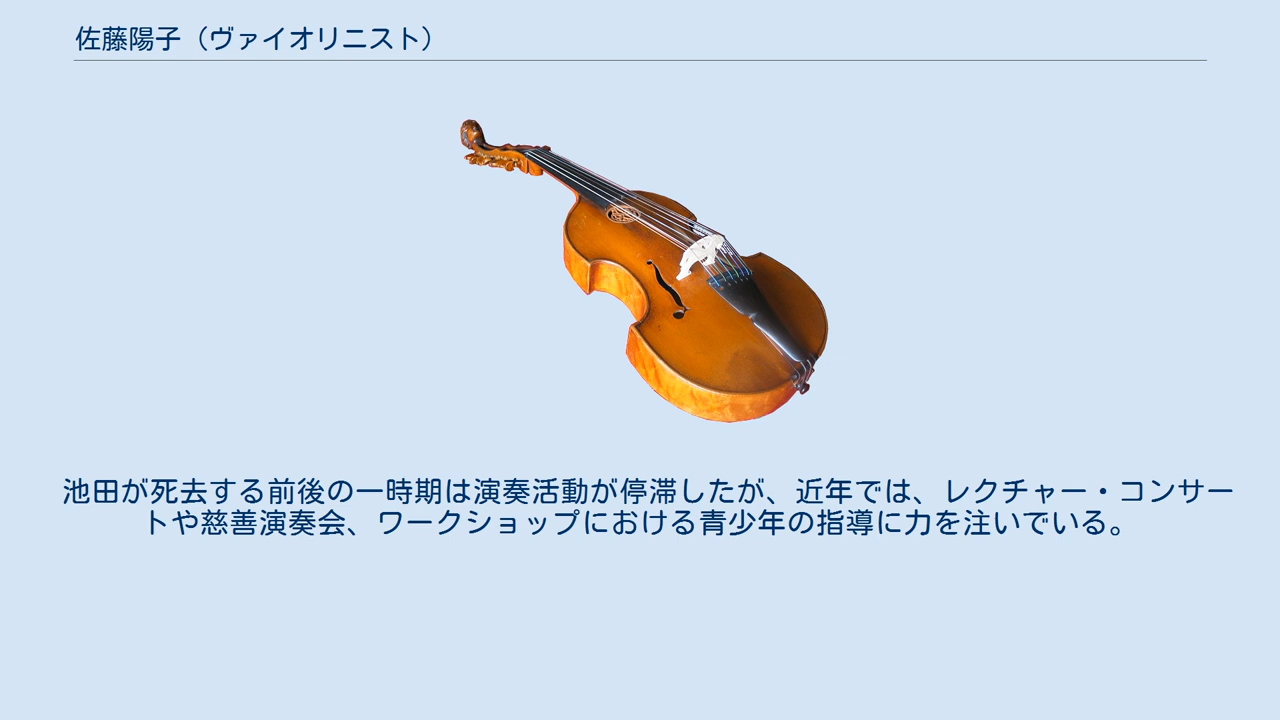 佐藤陽子（ヴァイオリニスト）
池田が死去する前後の一時期は演奏活動が停滞したが、近年では、レクチャー・コンサー
トや慈善演奏会、ワークショップにおける青少年の指導に力を注いでいる。